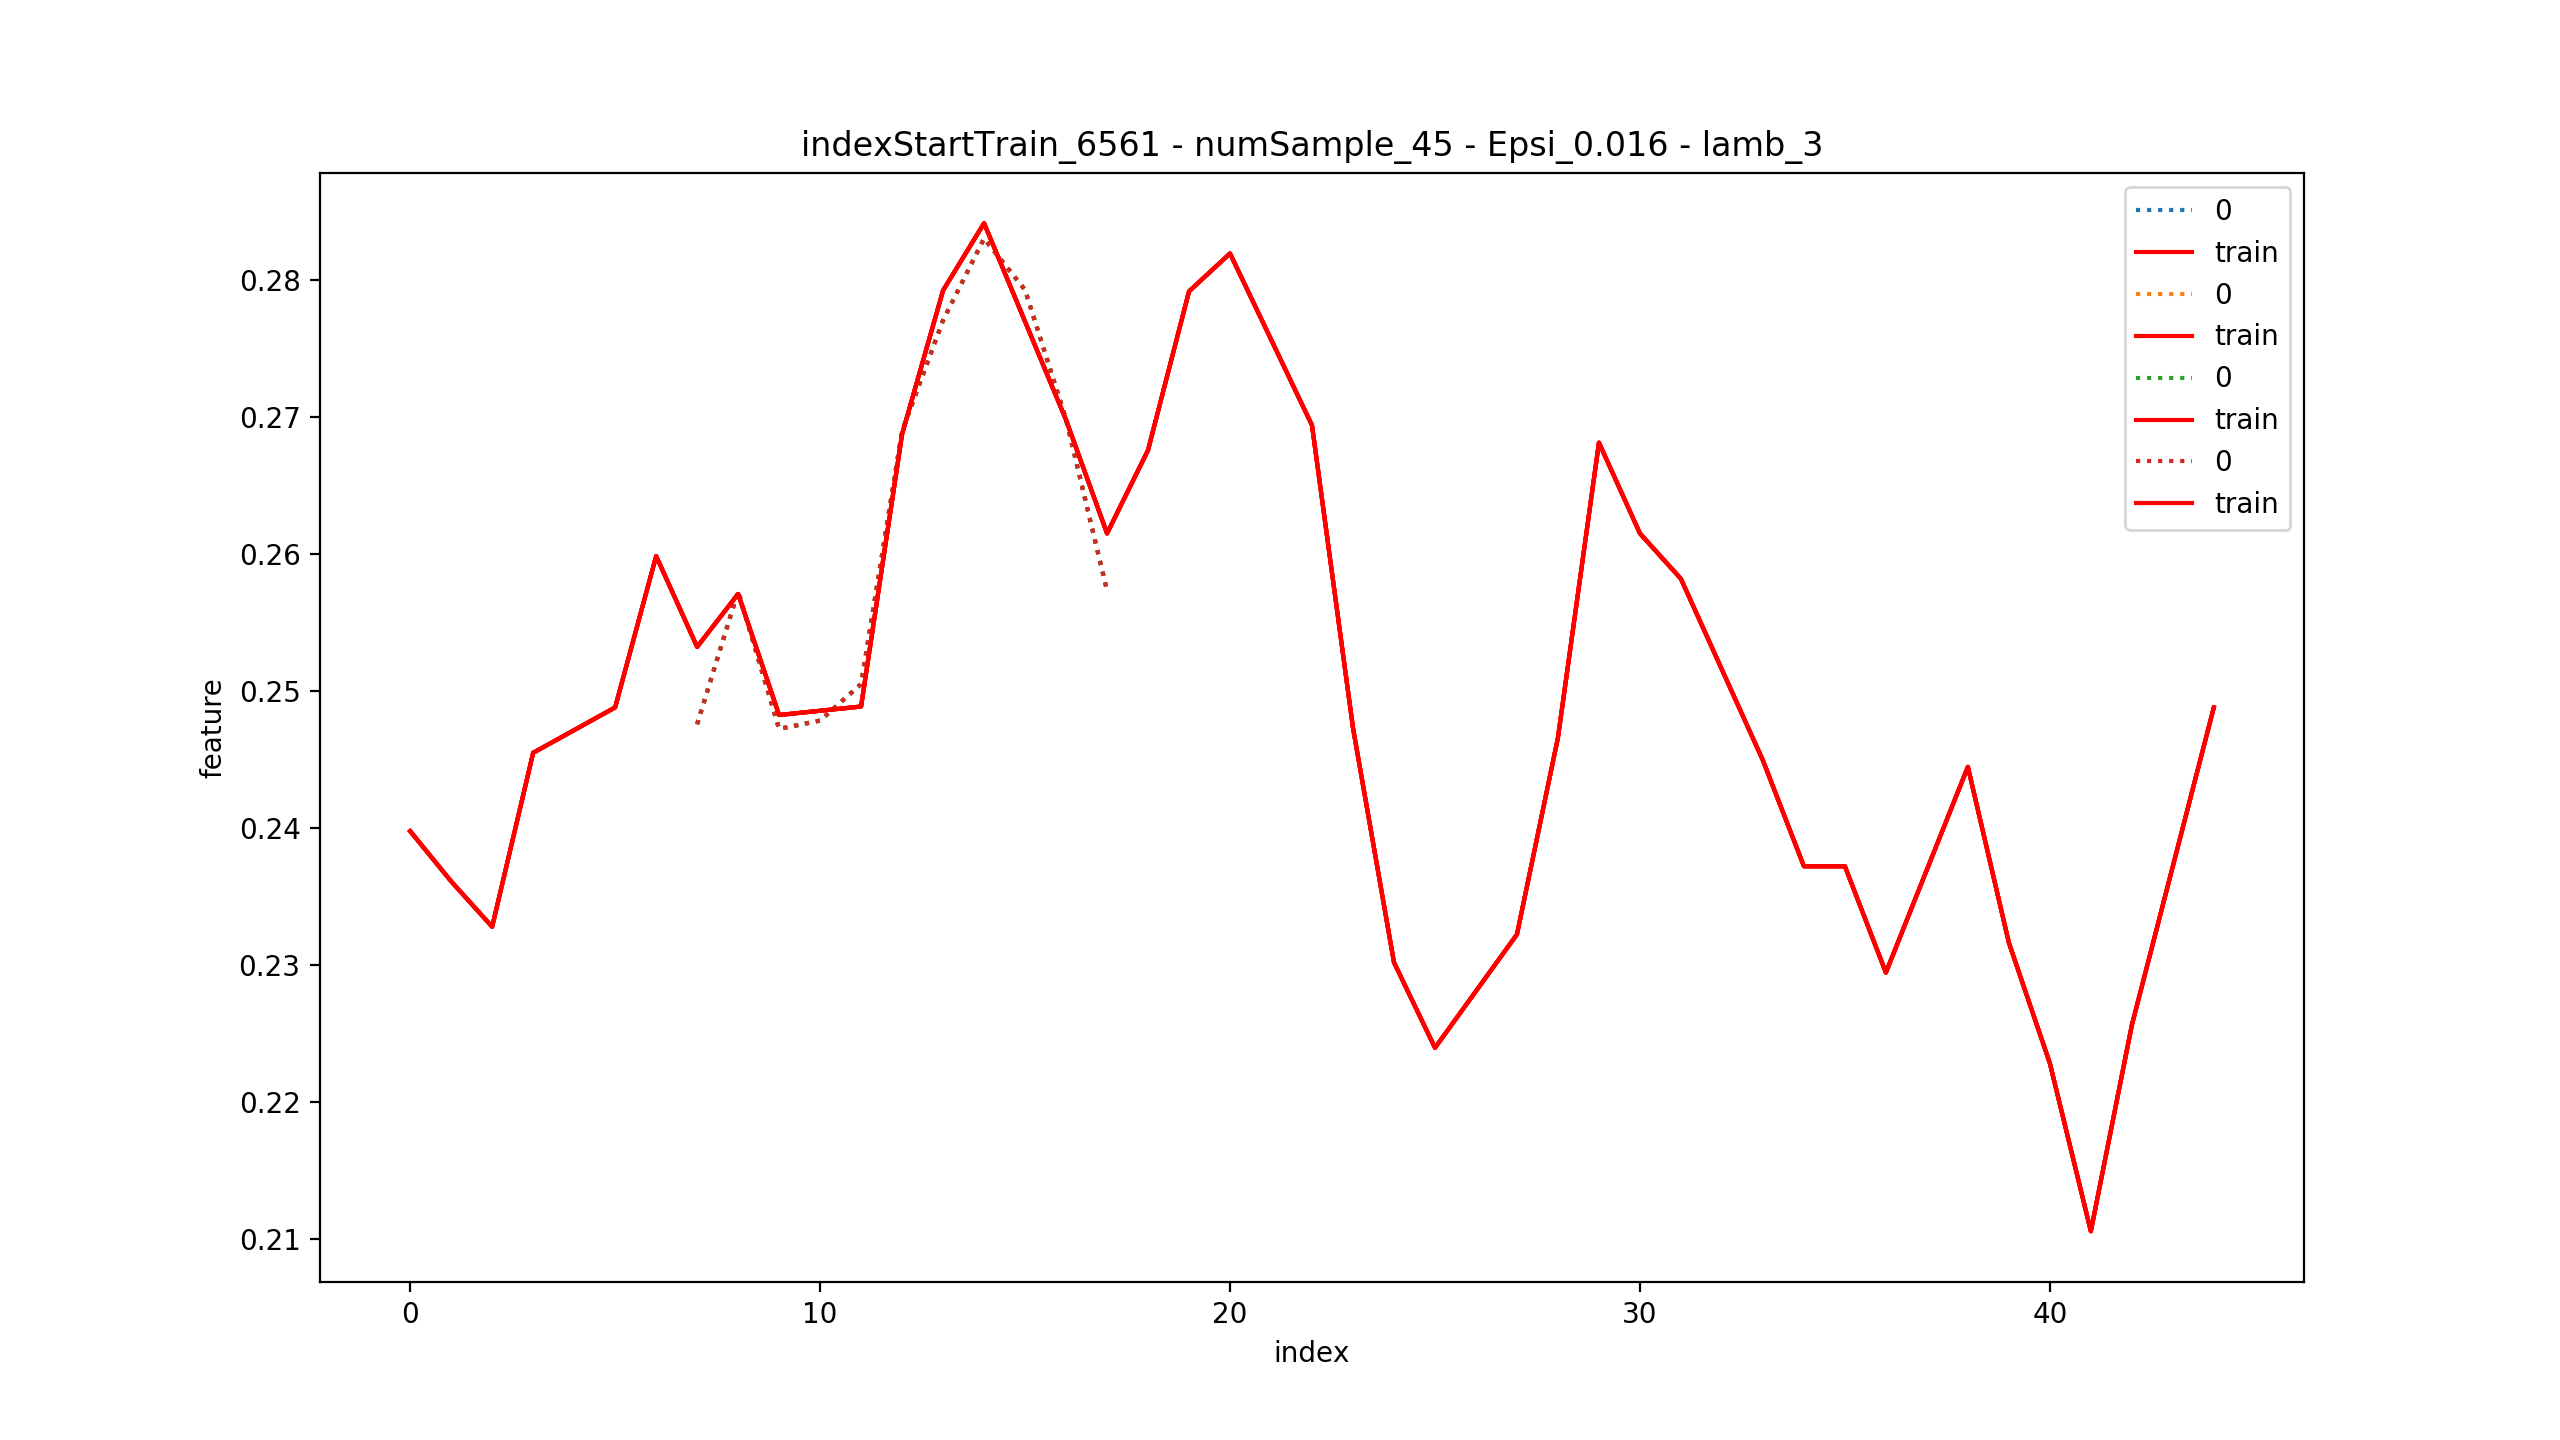 indexStartTrain_6561 - numSample_45 - Epsi_0.016 - lamb_3
0
train
0
train
0
train
0
train
0.28
0.27
0.26
0.25
0.24
0.23
0.22
0.21
feature
0 10 20 30 40
index